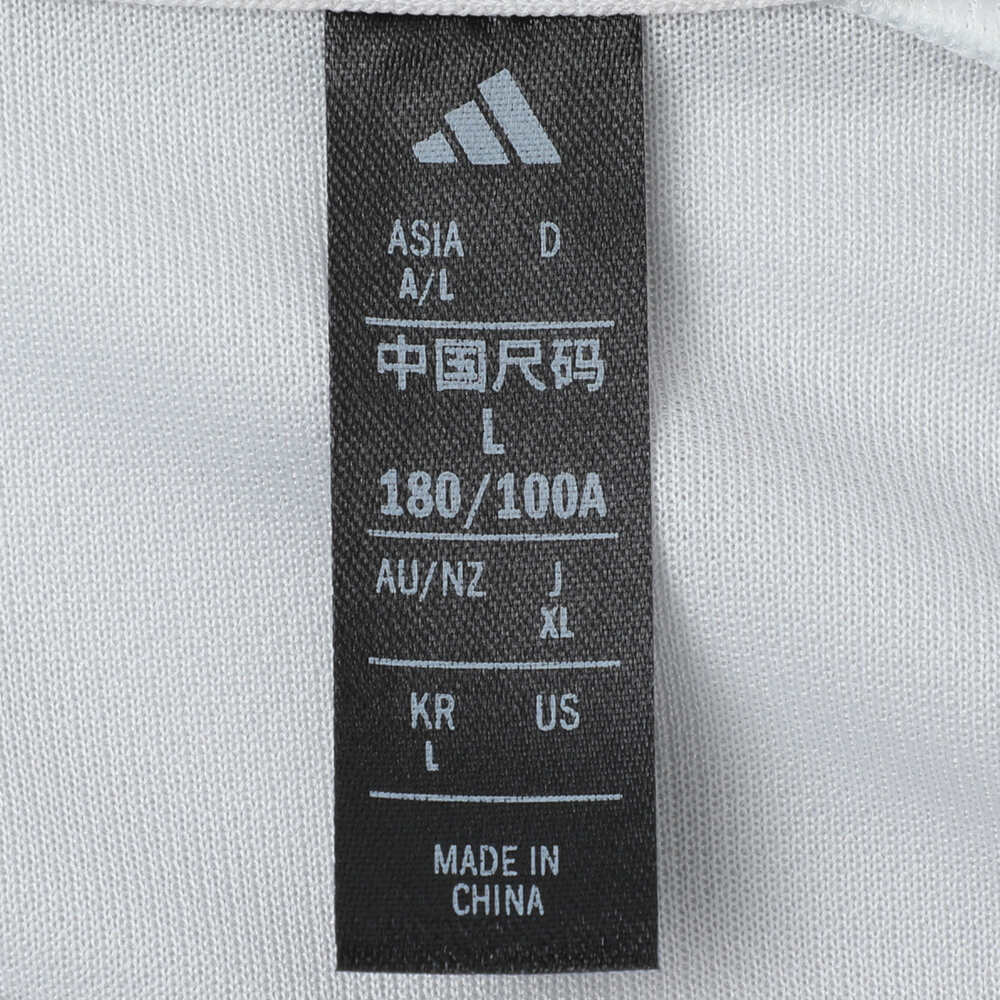 ASIA D
A/L
中国尺码
L
180/100A
AU/NZ J
XL
KR US
L
MADE IN
CHINA